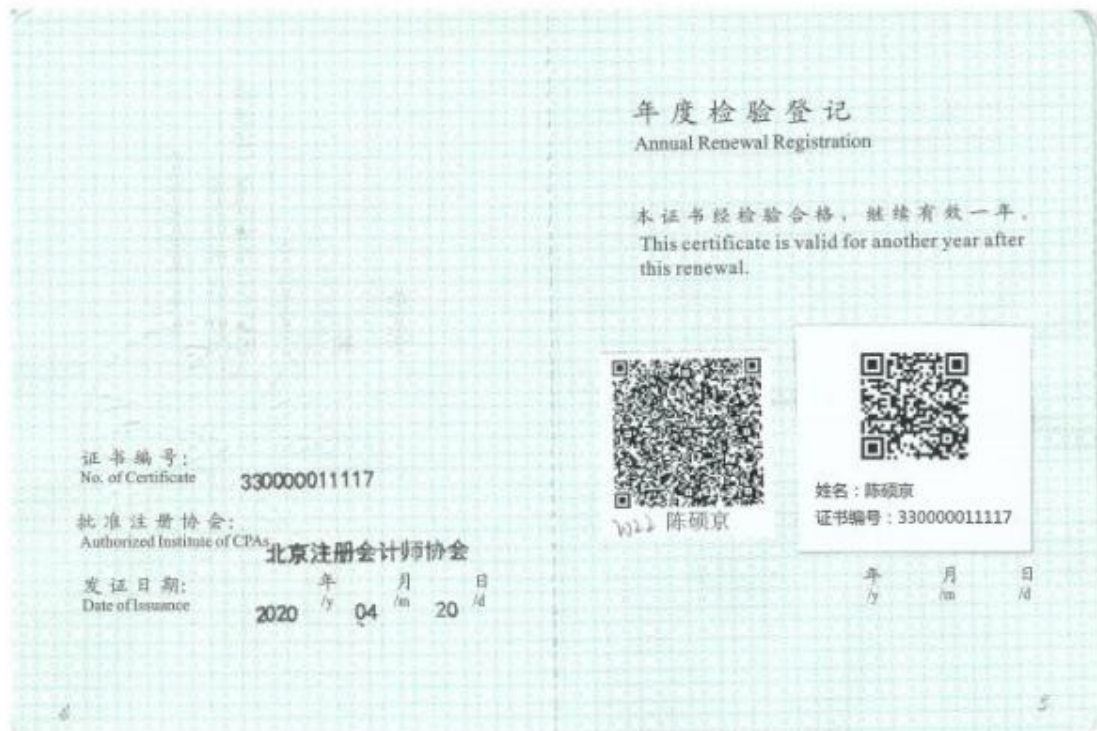 证书编号:
No. of Certificate
330000011117
批准注册协会:
Authorized Institute of CPAs
北京注册会计师协会
发证日期:
Date of Issuance
2020 年 /y 04 月 /m 20 日 /d
6
年度检验登记
Annual Renewal Registration
本证书经检验合格，继续有效一年。
This certificate is valid for another year after
this renewal.
2022 陈硕京
姓名：陈硕京
证书编号：330000011117
年 月 日
/y /m /d
5